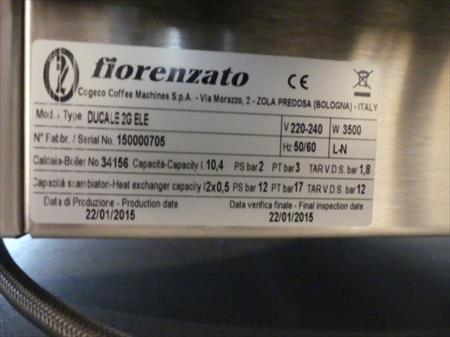 fiorenzato CE
Cogeco Coffee Machines S.p.A. - Via Morazzo, 2 - ZOLA PREDOSA (BOLOGNA) - ITALY
Mod. / Type DUCALE 2G ELE V 220-240 W 3500
N° Fabbr. / Serial No. 150000705 Hz 50/60 L-N
Caldaia-Boiler No 34156 Capacità-Capacity l. 10,4 PS bar 2 PT bar 3 TAR V.D.S. bar 1,8
Capacità scambiatori-Heat exchanger capacity l 2x0,5 PS bar 12 PT bar 17 TAR V.D.S. bar 12
Data di Produzione - Production date Data verifica finale - Final inspection date
22/01/2015 22/01/2015